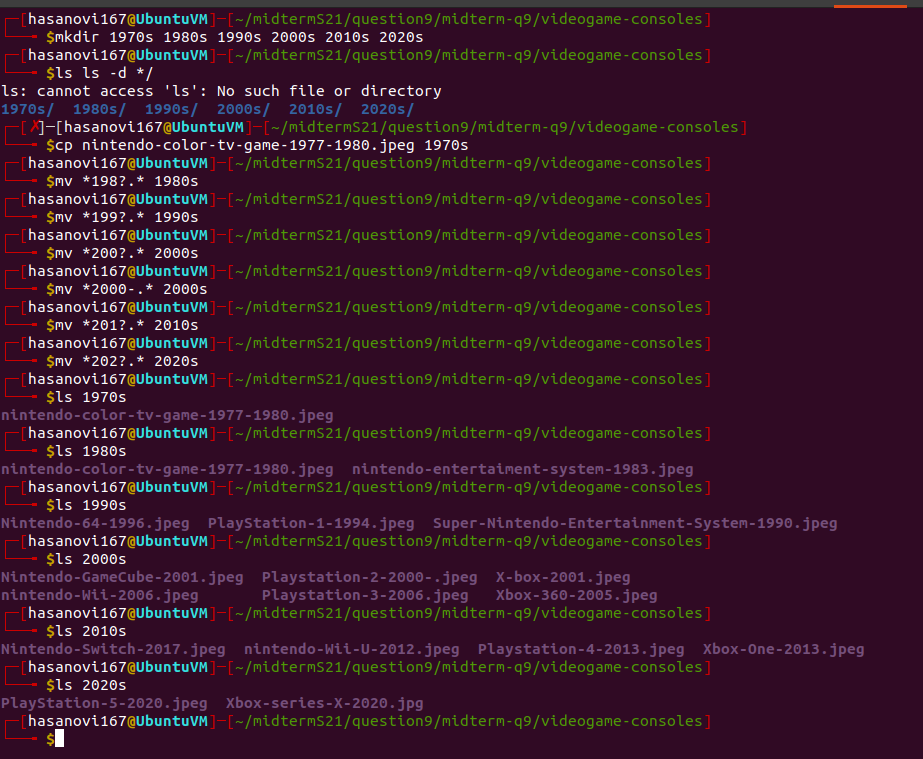 ┌─[hasanovi167@UbuntuVM]─[~/midtermS21/question9/midterm-q9/videogame-consoles]
└──╼ $mkdir 1970s 1980s 1990s 2000s 2010s 2020s
┌─[hasanovi167@UbuntuVM]─[~/midtermS21/question9/midterm-q9/videogame-consoles]
└──╼ $ls ls -d */
ls: cannot access 'ls': No such file or directory
1970s/  1980s/  1990s/  2000s/  2010s/  2020s/
┌─[✗]─[hasanovi167@UbuntuVM]─[~/midtermS21/question9/midterm-q9/videogame-consoles]
└──╼ $cp nintendo-color-tv-game-1977-1980.jpeg 1970s
┌─[hasanovi167@UbuntuVM]─[~/midtermS21/question9/midterm-q9/videogame-consoles]
└──╼ $mv *198?.* 1980s
┌─[hasanovi167@UbuntuVM]─[~/midtermS21/question9/midterm-q9/videogame-consoles]
└──╼ $mv *199?.* 1990s
┌─[hasanovi167@UbuntuVM]─[~/midtermS21/question9/midterm-q9/videogame-consoles]
└──╼ $mv *200?.* 2000s
┌─[hasanovi167@UbuntuVM]─[~/midtermS21/question9/midterm-q9/videogame-consoles]
└──╼ $mv *2000-.* 2000s
┌─[hasanovi167@UbuntuVM]─[~/midtermS21/question9/midterm-q9/videogame-consoles]
└──╼ $mv *201?.* 2010s
┌─[hasanovi167@UbuntuVM]─[~/midtermS21/question9/midterm-q9/videogame-consoles]
└──╼ $mv *202?.* 2020s
┌─[hasanovi167@UbuntuVM]─[~/midtermS21/question9/midterm-q9/videogame-consoles]
└──╼ $ls 1970s
nintendo-color-tv-game-1977-1980.jpeg
┌─[hasanovi167@UbuntuVM]─[~/midtermS21/question9/midterm-q9/videogame-consoles]
└──╼ $ls 1980s
nintendo-color-tv-game-1977-1980.jpeg  nintendo-entertaiment-system-1983.jpeg
┌─[hasanovi167@UbuntuVM]─[~/midtermS21/question9/midterm-q9/videogame-consoles]
└──╼ $ls 1990s
Nintendo-64-1996.jpeg  PlayStation-1-1994.jpeg  Super-Nintendo-Entertainment-System-1990.jpeg
┌─[hasanovi167@UbuntuVM]─[~/midtermS21/question9/midterm-q9/videogame-consoles]
└──╼ $ls 2000s
Nintendo-GameCube-2001.jpeg  Playstation-2-2000-.jpeg  X-box-2001.jpeg
nintendo-Wii-2006.jpeg       Playstation-3-2006.jpeg   Xbox-360-2005.jpeg
┌─[hasanovi167@UbuntuVM]─[~/midtermS21/question9/midterm-q9/videogame-consoles]
└──╼ $ls 2010s
Nintendo-Switch-2017.jpeg  nintendo-Wii-U-2012.jpeg  Playstation-4-2013.jpeg  Xbox-One-2013.jpeg
┌─[hasanovi167@UbuntuVM]─[~/midtermS21/question9/midterm-q9/videogame-consoles]
└──╼ $ls 2020s
PlayStation-5-2020.jpeg  Xbox-series-X-2020.jpg
┌─[hasanovi167@UbuntuVM]─[~/midtermS21/question9/midterm-q9/videogame-consoles]
└──╼ $